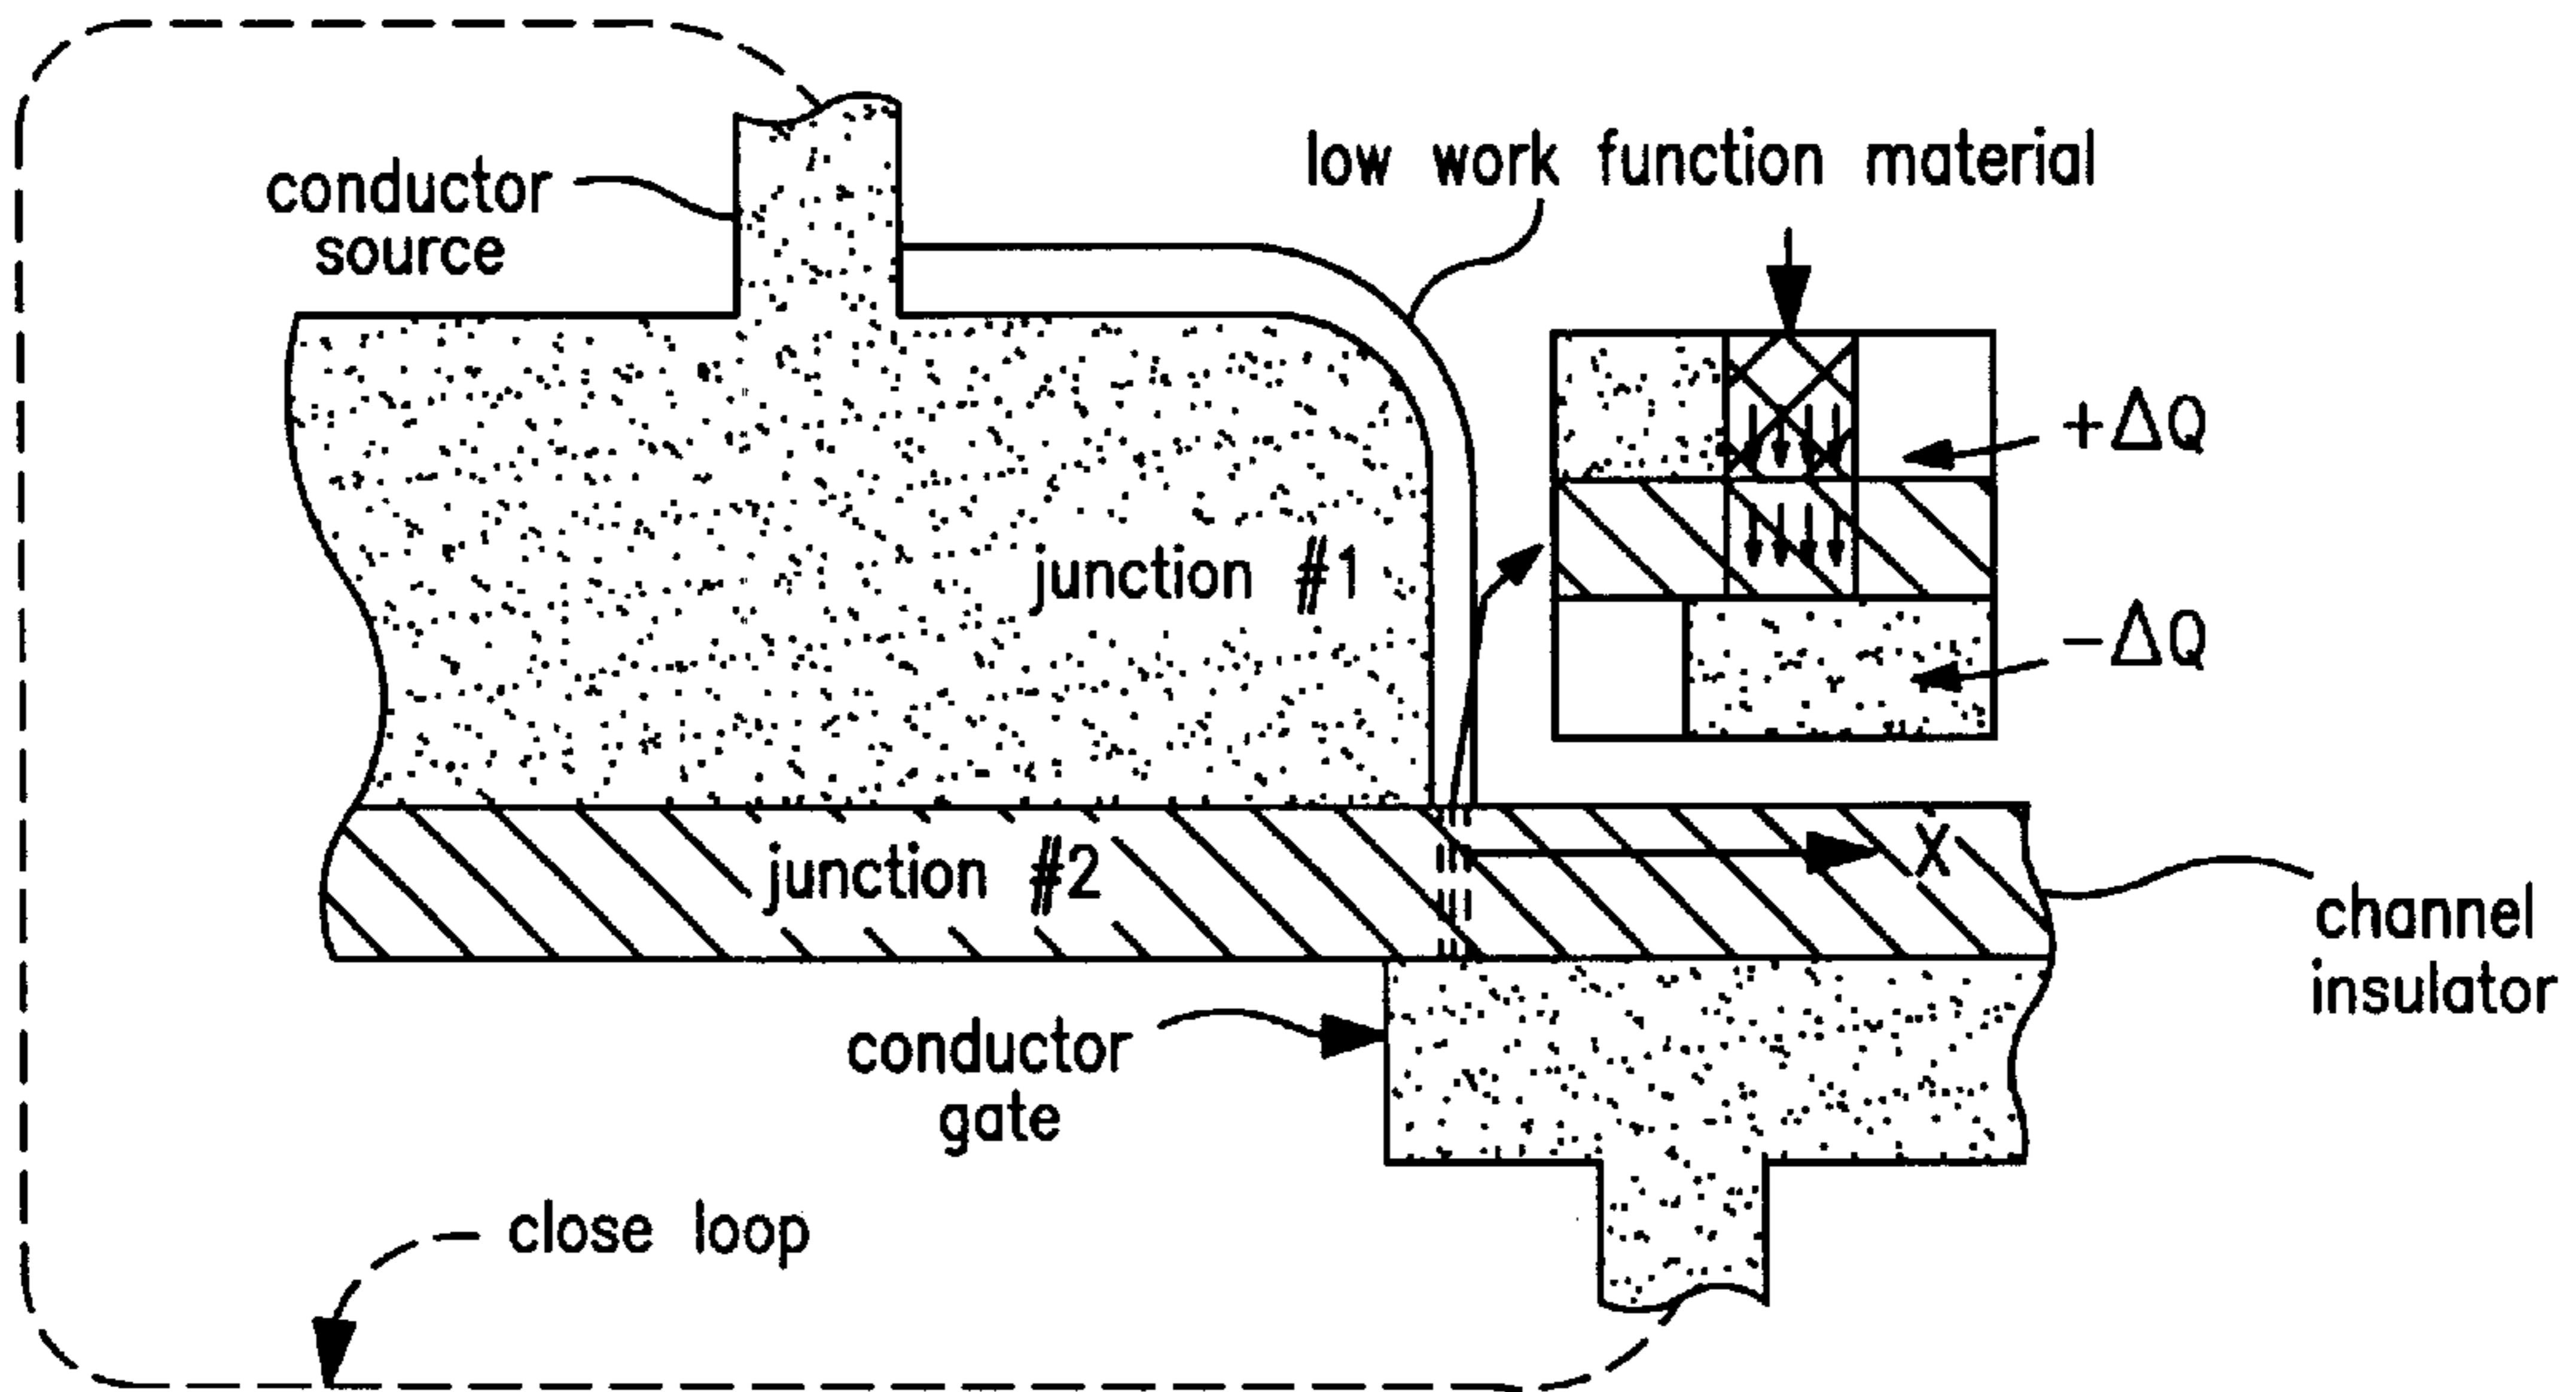 low work function material
conductor
source
+ΔQ
junction #1
-ΔQ
junction #2
X
channel
insulator
conductor
gate
close loop